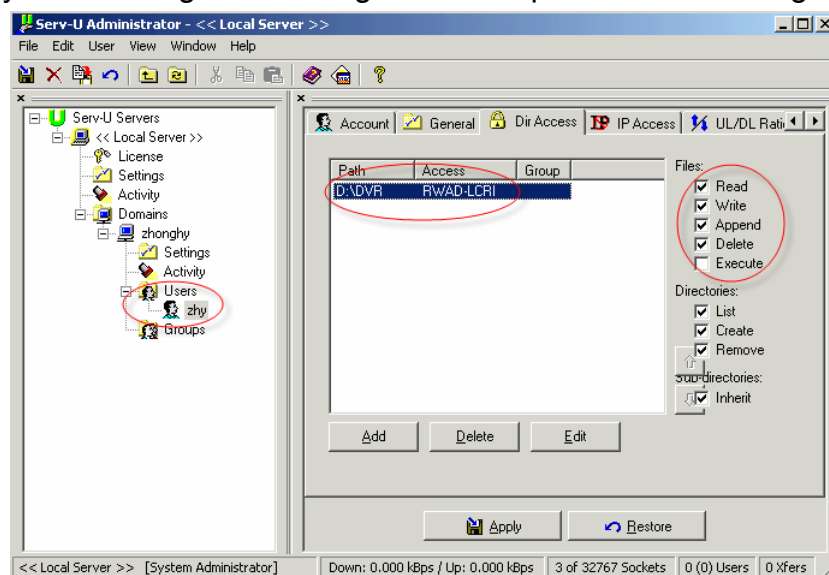 Serv-U Administrator - << Local Server >>
File Edit User View Window Help
Serv-U Servers
<< Local Server >>
License
Settings
Activity
Domains
zhonghy
Settings
Activity
Users
zhy
Groups
Account General Dir Access IP Access UL/DL Rati
Path Access Group
D:\DVR RWAD-LCRI
Files:
Read
Write
Append
Delete
Execute
Directories:
List
Create
Remove
Sub-directories:
Inherit
Add Delete Edit
Apply Restore
<< Local Server >> [System Administrator] Down: 0.000 kBps / Up: 0.000 kBps 3 of 32767 Sockets 0 (0) Users 0 Xfers